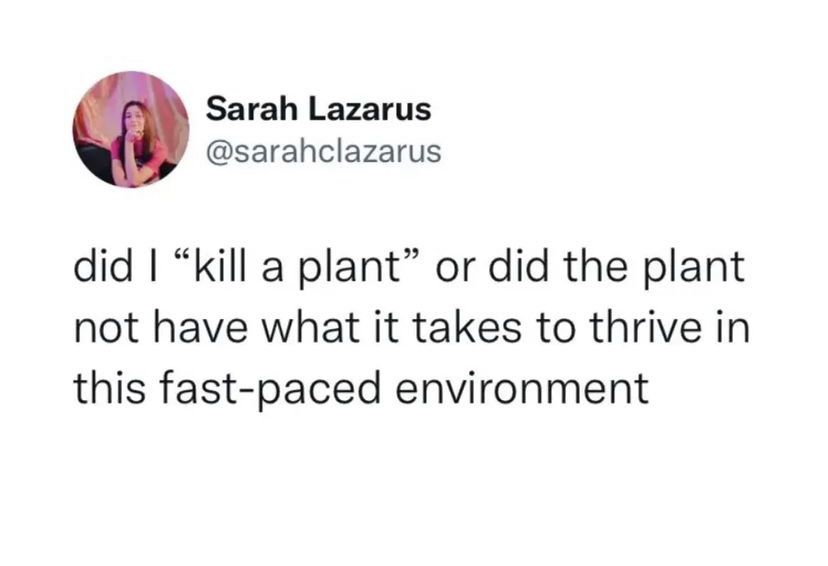 Sarah Lazarus
@sarahclazarus
did I “kill a plant” or did the plant
not have what it takes to thrive in
this fast-paced environment